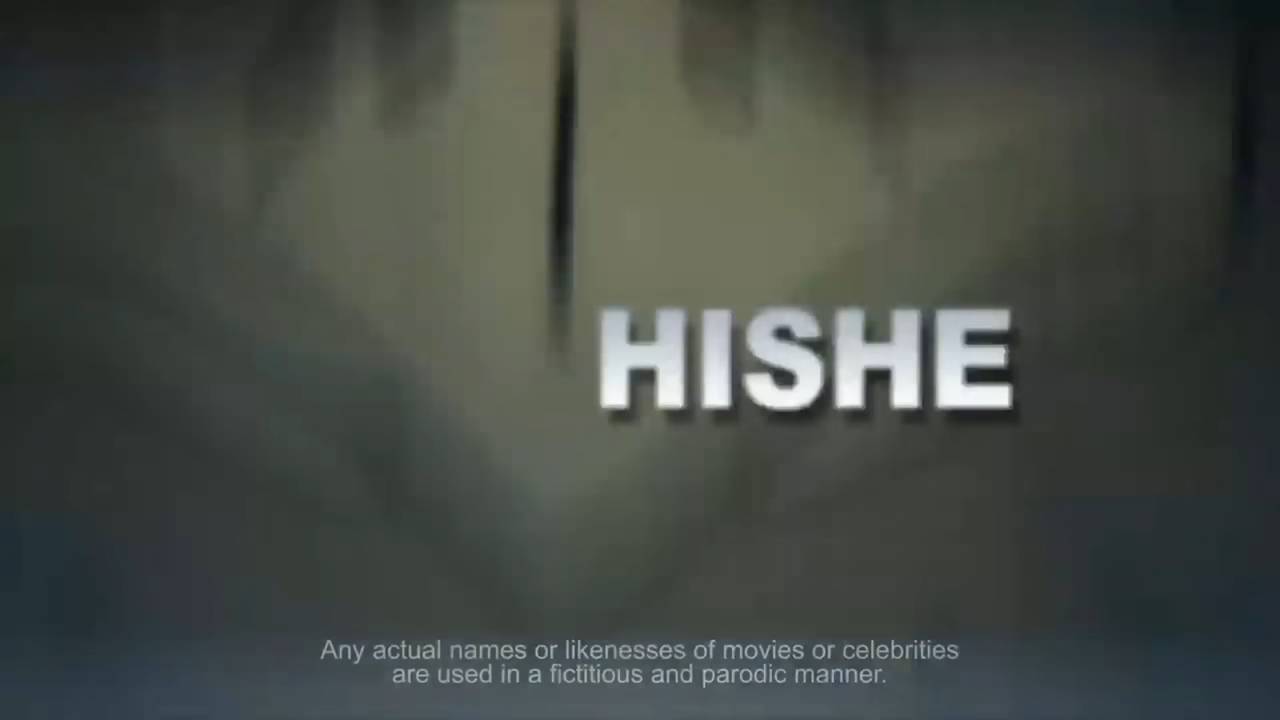 HISHE
Any actual names or likenesses of movies or celebrities
are used in a fictitious and parodic manner.